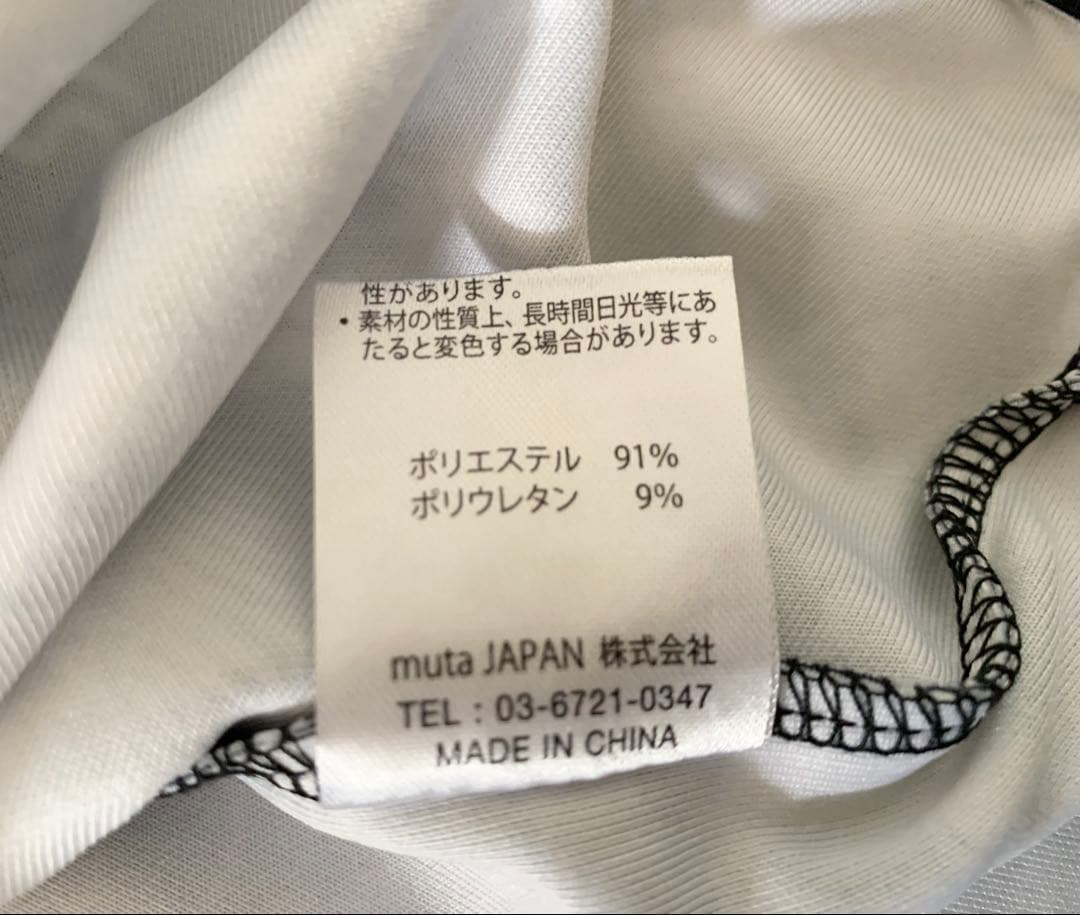 性があります。
・素材の性質上、長時間日光等にあ
たると変色する場合があります。
ポリエステル 91%
ポリウレタン 9%
muta JAPAN 株式会社
TEL : 03-6721-0347
MADE IN CHINA